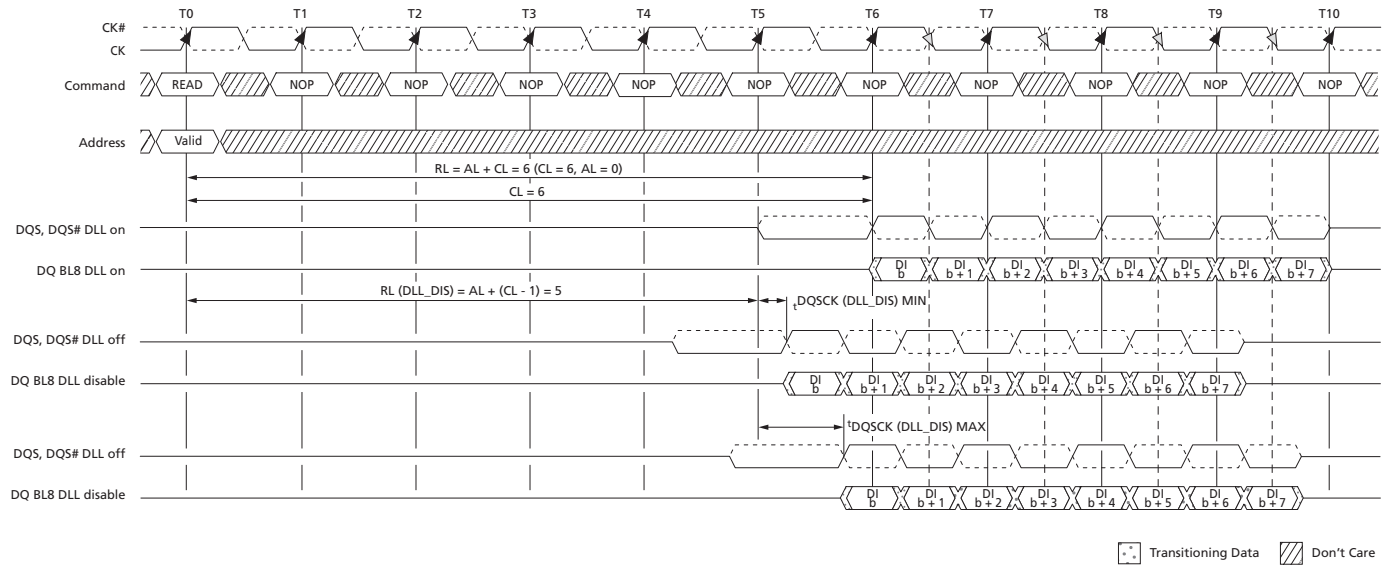 T0 T1 T2 T3 T4 T5 T6 T7 T8 T9 T10
CK#
CK
Command READ NOP NOP NOP NOP NOP NOP NOP NOP NOP NOP
Address Valid
RL = AL + CL = 6 (CL = 6, AL = 0)
CL = 6
DQS, DQS# DLL on
DQ BL8 DLL on DI b DI b + 1 DI b + 2 DI b + 3 DI b + 4 DI b + 5 DI b + 6 DI b + 7
RL (DLL_DIS) = AL + (CL - 1) = 5
tDQSCK (DLL_DIS) MIN
DQS, DQS# DLL off
DQ BL8 DLL disable DI b DI b + 1 DI b + 2 DI b + 3 DI b + 4 DI b + 5 DI b + 6 DI b + 7
tDQSCK (DLL_DIS) MAX
DQS, DQS# DLL off
DQ BL8 DLL disable DI b DI b + 1 DI b + 2 DI b + 3 DI b + 4 DI b + 5 DI b + 6 DI b + 7
Transitioning Data Don't Care